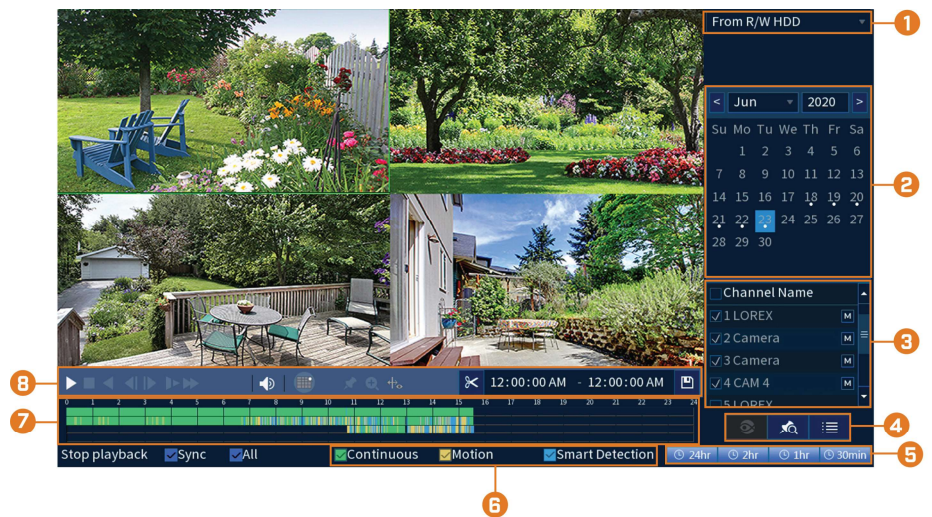 From R/W HDD
1
< Jun 2020 >
Su Mo Tu We Th Fr Sa
1 2 3 4 5 6
7 8 9 10 11 12 13
14 15 16 17 18 19 20
21 22 23 24 25 26 27
28 29 30
2
Channel Name
1 LOREX M
2 Camera M
3 Camera M
4 CAM 4 M
5 LOREX
3
8
12:00:00 AM - 12:00:00 AM
4
7
0 1 2 3 4 5 6 7 8 9 10 11 12 13 14 15 16 17 18 19 20 21 22 23 24
Stop playback Sync All Continuous Motion Smart Detection 24hr 2hr 1hr 30min
5
6